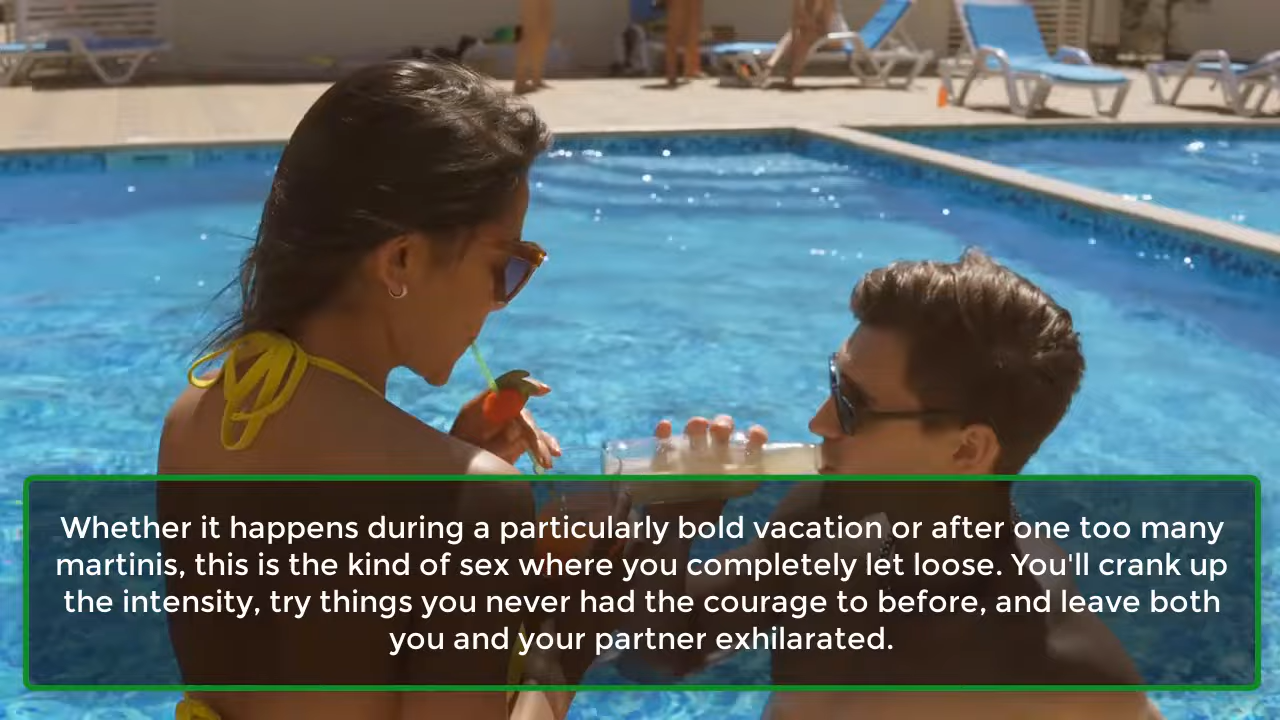 Whether it happens during a particularly bold vacation or after one too many
martinis, this is the kind of sex where you completely let loose. You'll crank up
the intensity, try things you never had the courage to before, and leave both
you and your partner exhilarated.